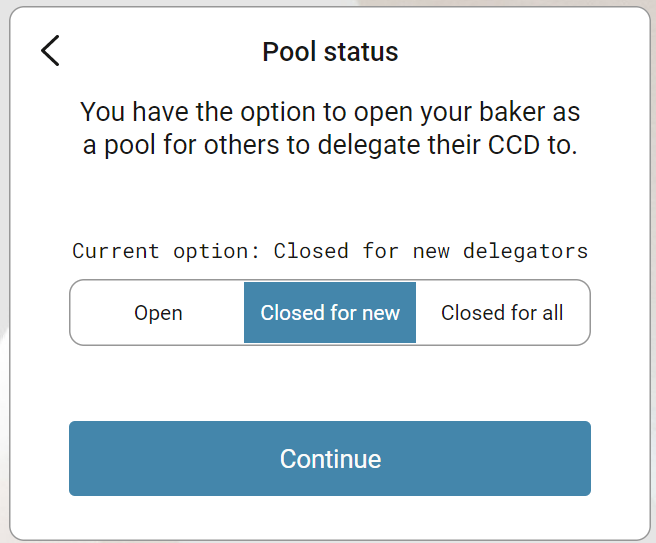 Pool status
You have the option to open your baker as
a pool for others to delegate their CCD to.
Current option: Closed for new delegators
Open
Closed for new
Closed for all
Continue